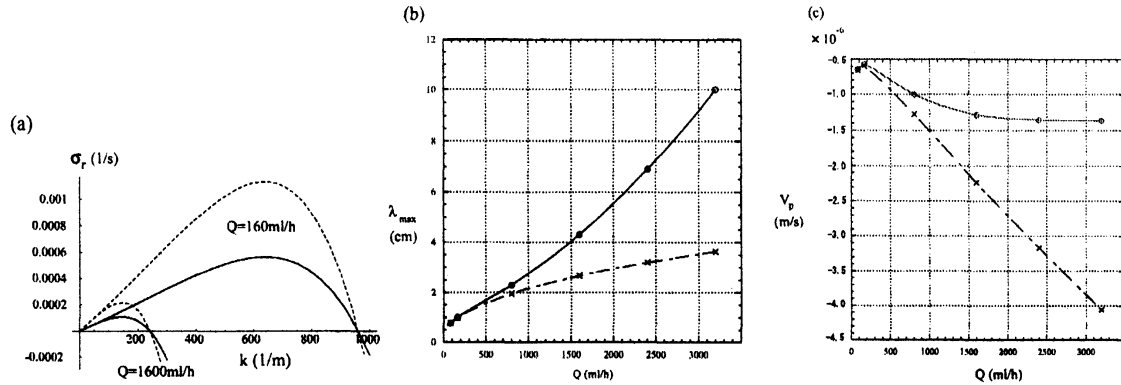 (a)
σr (1/s)
0.001
0.0008
0.0006
0.0004
0.0002
-0.0002
Q=160ml/h
200 400 600 800 1000
k (1/m)
Q=1600ml/h
(b)
12
10
8
6
4
2
0
λmax
(cm)
0 500 1000 1500 2000 2500 3000
Q (ml/h)
(c)
× 10⁻⁶
-0.5
-1.0
-1.5
-2.0
-2.5
-3.0
-3.5
-4.0
-4.5
Vp
(m/s)
0 500 1000 1500 2000 2500 3000
Q (ml/h)